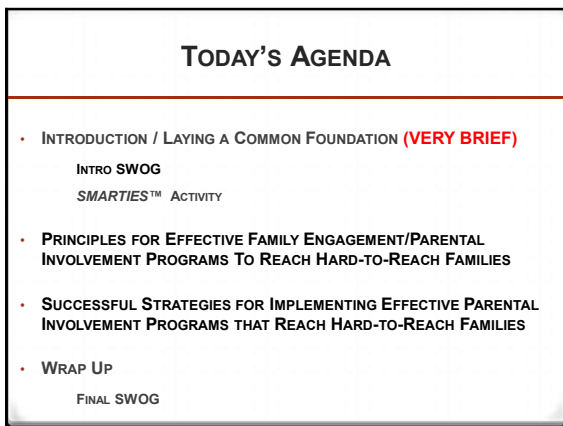 TODAY'S AGENDA
• INTRODUCTION / LAYING A COMMON FOUNDATION (VERY BRIEF)
INTRO SWOG
SMARTIES™ ACTIVITY
• PRINCIPLES FOR EFFECTIVE FAMILY ENGAGEMENT/PARENTAL
INVOLVEMENT PROGRAMS TO REACH HARD-TO-REACH FAMILIES
• SUCCESSFUL STRATEGIES FOR IMPLEMENTING EFFECTIVE PARENTAL
INVOLVEMENT PROGRAMS THAT REACH HARD-TO-REACH FAMILIES
• WRAP UP
FINAL SWOG